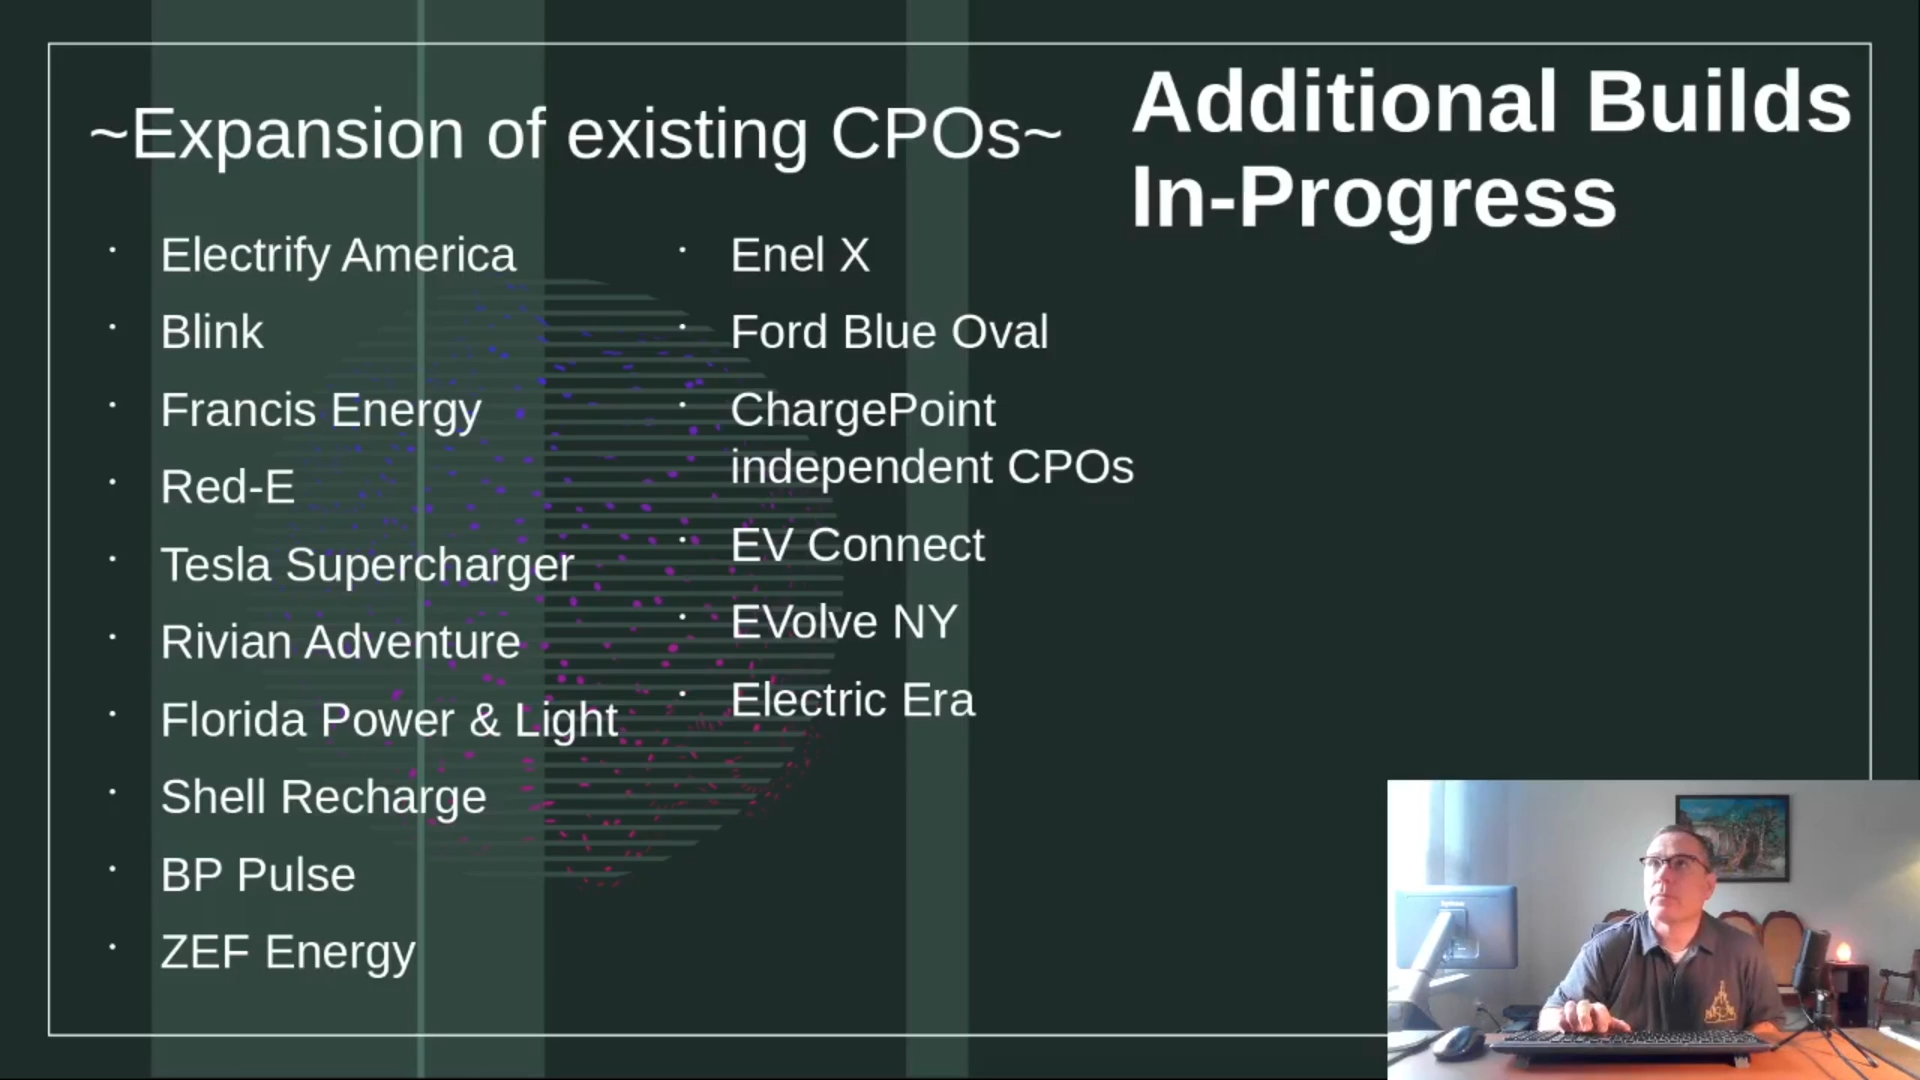 ~Expansion of existing CPOs~
Additional Builds
In-Progress
Electrify America
Blink
Francis Energy
Red-E
Tesla Supercharger
Rivian Adventure
Florida Power & Light
Shell Recharge
BP Pulse
ZEF Energy
Enel X
Ford Blue Oval
ChargePoint
independent CPOs
EV Connect
EVolve NY
Electric Era